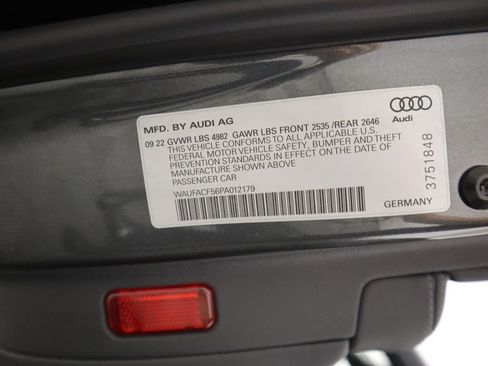 MFD. BY AUDI AG
09 22 GVWR LBS 4982 GAWR LBS FRONT 2535 /REAR 2646
THIS VEHICLE CONFORMS TO ALL APPLICABLE U.S.
FEDERAL MOTOR VEHICLE SAFETY, BUMPER AND THEFT
PREVENTION STANDARDS IN EFFECT ON THE DATE OF
MANUFACTURE SHOWN ABOVE
PASSENGER CAR
WAUFACF56PA012179
Audi
3751848
GERMANY